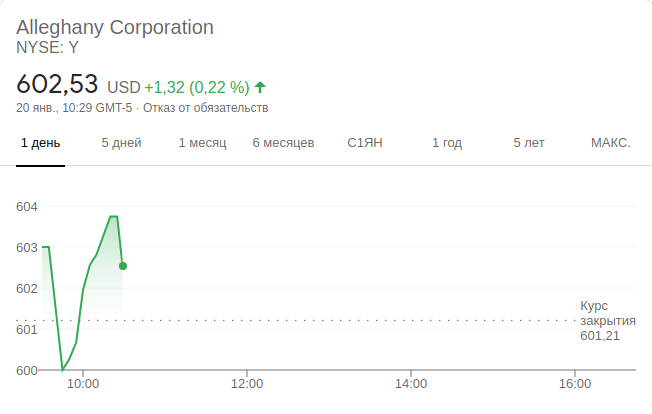 Alleghany Corporation
NYSE: Y
602,53 USD +1,32 (0,22 %)
20 янв., 10:29 GMT-5 · Отказ от обязательств
1 день 5 дней 1 месяц 6 месяцев С1ЯН 1 год 5 лет МАКС.
604
603
602
Курс
закрытия
601,21
601
600
10:00 12:00 14:00 16:00